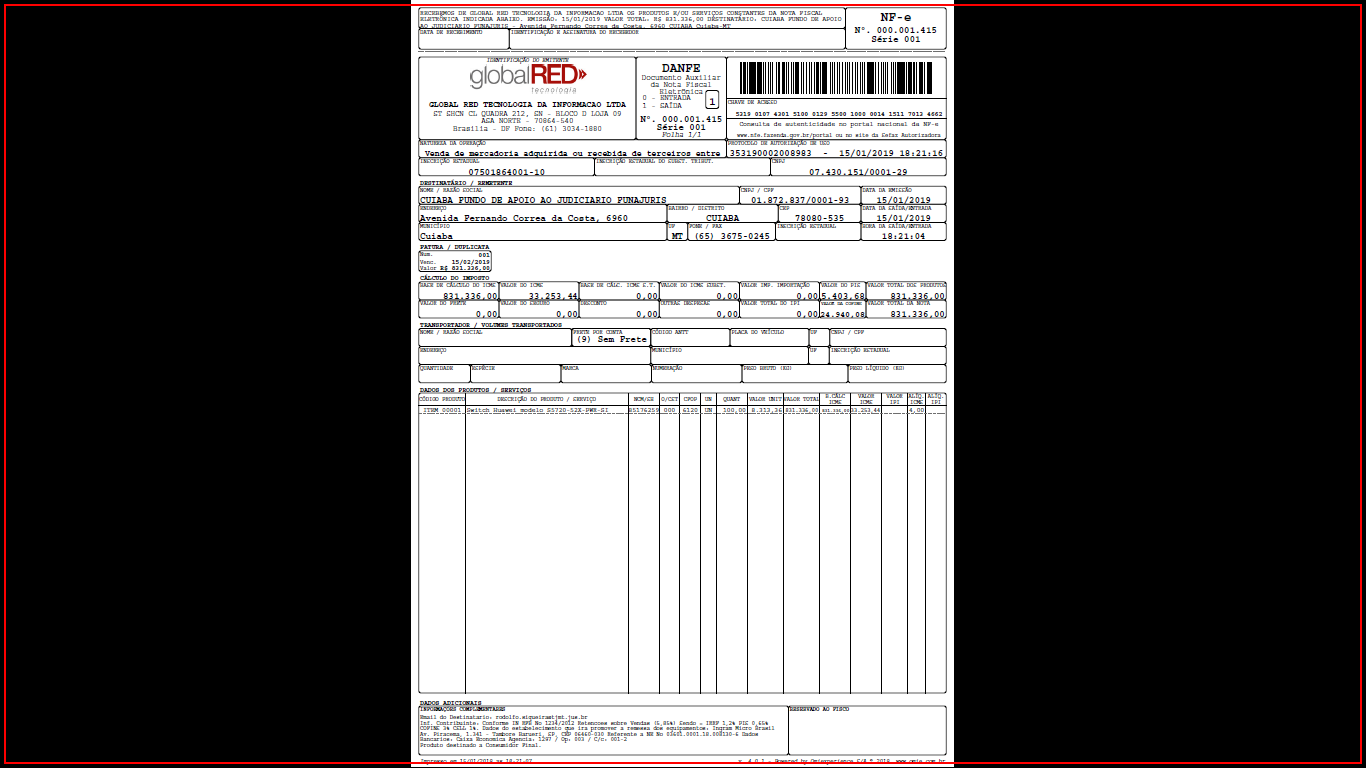 RECEBEMOS DE GLOBAL RED TECNOLOGIA DA INFORMACAO LTDA OS PRODUTOS E/OU SERVIÇOS CONSTANTES DA NOTA FISCAL
ELETRÔNICA INDICADA ABAIXO. EMISSÃO: 15/01/2019 VALOR TOTAL: R$ 831.336,00 DESTINATÁRIO: CUIABA FUNDO DE APOIO
AO JUDICIARIO FUNAJURIS - Avenida Fernando Correa da Costa, 6960 CUIABA Cuiaba-MT
DATA DE RECEBIMENTO IDENTIFICAÇÃO E ASSINATURA DO RECEBEDOR
NF-e
Nº. 000.001.415
Série 001
IDENTIFICAÇÃO DO EMITENTE
globalRED
tecnologia
GLOBAL RED TECNOLOGIA DA INFORMACAO LTDA
ST SHCN CL QUADRA 212, SN - BLOCO D LOJA 09
ASA NORTE - 70864-540
Brasilia - DF Fone: (61) 3034-1880
DANFE
Documento Auxiliar
da Nota Fiscal
Eletrônica
0 - ENTRADA
1 - SAÍDA
1
Nº. 000.001.415
Série 001
Folha 1/1
CHAVE DE ACESSO
5319 0107 4301 5100 0129 5500 1000 0014 1511 7013 4662
Consulta de autenticidade no portal nacional da NF-e
www.nfe.fazenda.gov.br/portal ou no site da Sefaz Autorizadora
NATUREZA DA OPERAÇÃO PROTOCOLO DE AUTORIZAÇÃO DE USO
Venda de mercadoria adquirida ou recebida de terceiros entre 353190002008983 - 15/01/2019 18:21:16
INSCRIÇÃO ESTADUAL INSCRIÇÃO ESTADUAL DO SUBST. TRIBUT. CNPJ
07501864001-10 07.430.151/0001-29
DESTINATÁRIO / REMETENTE
NOME / RAZÃO SOCIAL CNPJ / CPF DATA DA EMISSÃO
CUIABA FUNDO DE APOIO AO JUDICIARIO FUNAJURIS 01.872.837/0001-93 15/01/2019
ENDEREÇO BAIRRO / DISTRITO CEP DATA DA SAÍDA/ENTRADA
Avenida Fernando Correa da Costa, 6960 CUIABA 78080-535 15/01/2019
MUNICÍPIO UF FONE / FAX INSCRIÇÃO ESTADUAL HORA DA SAÍDA/ENTRADA
Cuiaba MT (65) 3675-0245 18:21:04
FATURA / DUPLICATA
Num. 001
Venc. 15/02/2019
Valor R$ 831.336,00
CÁLCULO DO IMPOSTO
BASE DE CÁLCULO DO ICMS VALOR DO ICMS BASE DE CÁLC. ICMS S.T. VALOR DO ICMS SUBST. VALOR IMP. IMPORTAÇÃO VALOR DO PIS VALOR TOTAL DOS PRODUTOS
831.336,00 33.253,44 0,00 0,00 0,00 5.403,68 831.336,00
VALOR DO FRETE VALOR DO SEGURO DESCONTO OUTRAS DESPESAS VALOR TOTAL DO IPI VALOR DA COFINS VALOR TOTAL DA NOTA
0,00 0,00 0,00 0,00 0,00 24.940,08 831.336,00
TRANSPORTADOR / VOLUMES TRANSPORTADOS
NOME / RAZÃO SOCIAL FRETE POR CONTA CÓDIGO ANTT PLACA DO VEÍCULO UF CNPJ / CPF
(9) Sem Frete
ENDEREÇO MUNICÍPIO UF INSCRIÇÃO ESTADUAL
QUANTIDADE ESPÉCIE MARCA NUMERAÇÃO PESO BRUTO (KG) PESO LÍQUIDO (KG)
DADOS DOS PRODUTOS / SERVIÇOS
CÓDIGO PRODUTO DESCRIÇÃO DO PRODUTO / SERVIÇO NCM/SH O/CST CFOP UN QUANT VALOR UNIT VALOR TOTAL B.CÁLC ICMS VALOR ICMS VALOR IPI ALÍQ. ICMS ALÍQ. IPI
ITEM 00001 Switch Huawei modelo S5720-52X-PWR-SI 85176259 000 6120 UN 100,00 8.313,36 831.336,00 831.336,00 33.253,44 4,00
DADOS ADICIONAIS
INFORMAÇÕES COMPLEMENTARES RESERVADO AO FISCO
Email do Destinatario: rodolfo.siqueira@tjmt.jus.br
Inf. Contribuinte: Conforme IN RFB No 1234/2012 Retencoes sobre Vendas (5,85%) Sendo = IRRF 1,2% PIS 0,65%
COFINS 3% CSLL 1%. Dados do estabelecimento que ira promover a remessa dos equipamentos: Ingram Micro Brasil
Av. Piracema, 1.341 - Tambore Barueri, SP, CEP 06460-030 Referente a NE No Dados
Bancarios: Caixa Economica Agencia: 1297 / Op: 003 / C/c: 001-2
Produto destinado a Consumidor Final.
Impresso em 15/01/2019 as 18:21:07